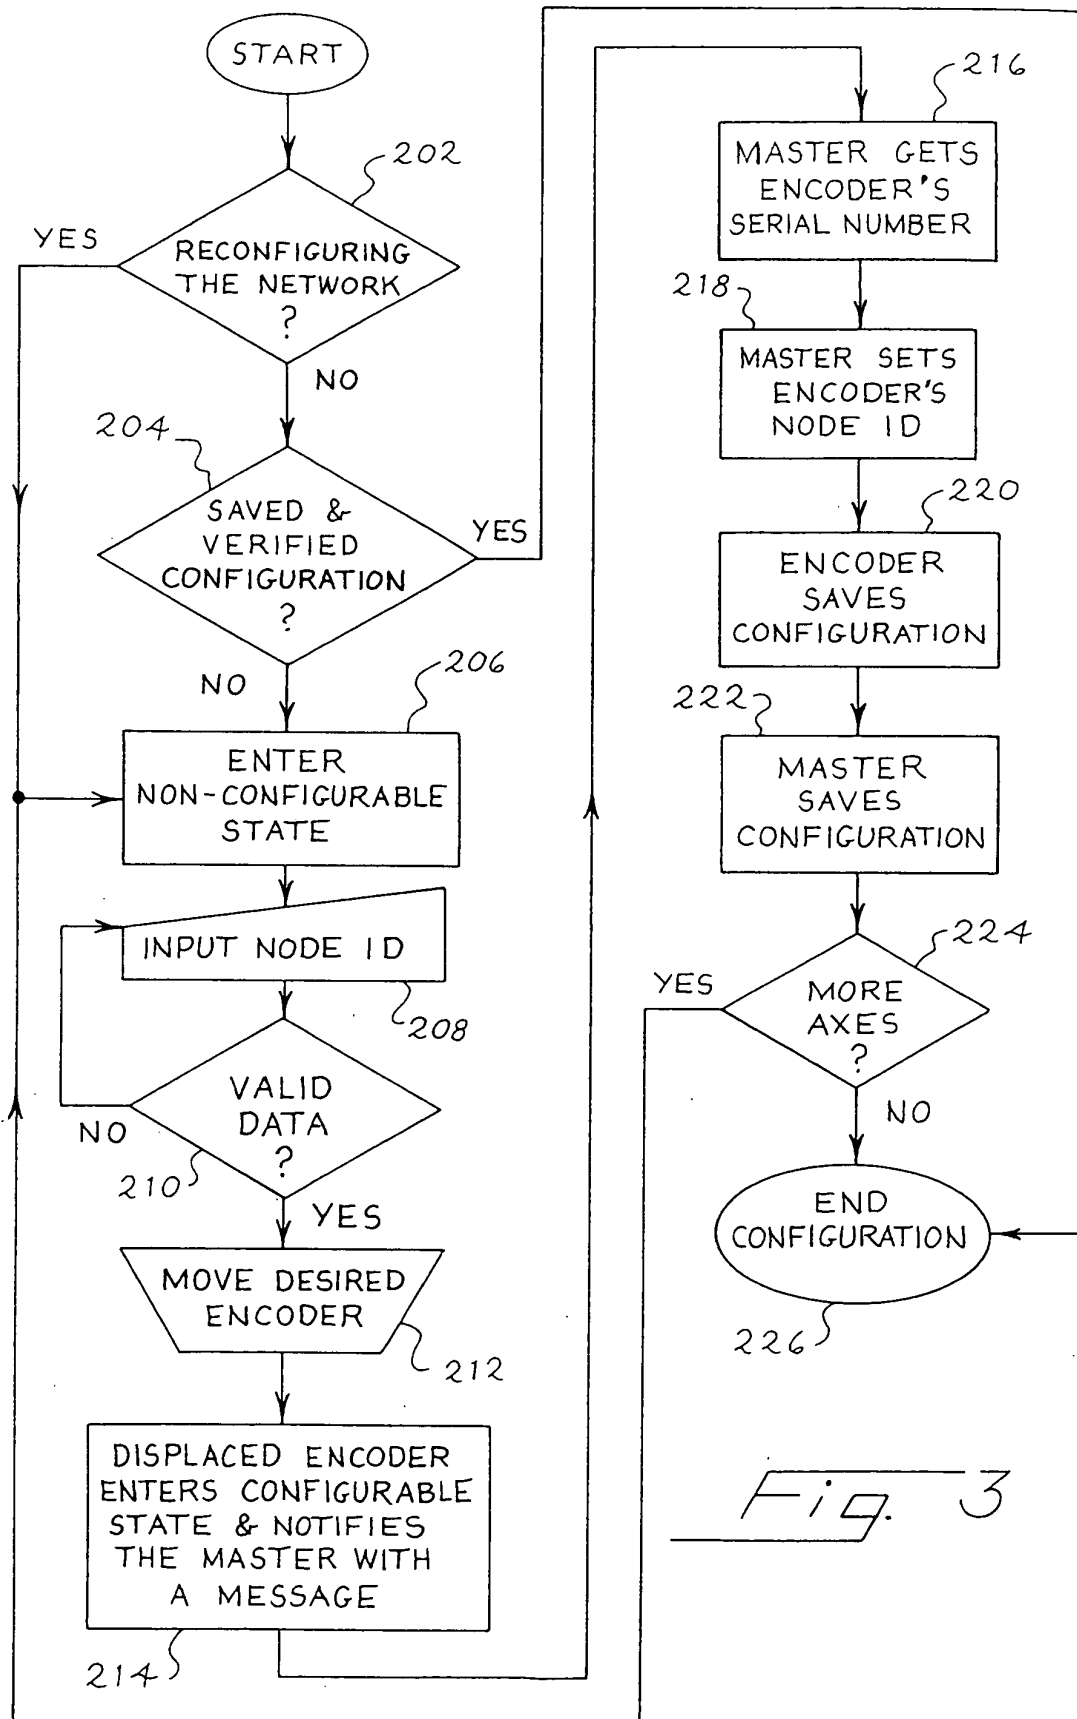 START
202
YES
RECONFIGURING
THE NETWORK
?
NO
204
SAVED &
VERIFIED
CONFIGURATION
?
YES
NO
206
ENTER
NON-CONFIGURABLE
STATE
INPUT NODE ID
208
VALID
DATA
?
NO
210
YES
MOVE DESIRED
ENCODER
212
DISPLACED ENCODER
ENTERS CONFIGURABLE
STATE & NOTIFIES
THE MASTER WITH
A MESSAGE
214
216
MASTER GETS
ENCODER'S
SERIAL NUMBER
218
MASTER SETS
ENCODER'S
NODE ID
220
ENCODER
SAVES
CONFIGURATION
222
MASTER
SAVES
CONFIGURATION
224
YES
MORE
AXES
?
NO
END
CONFIGURATION
226
Fig. 3